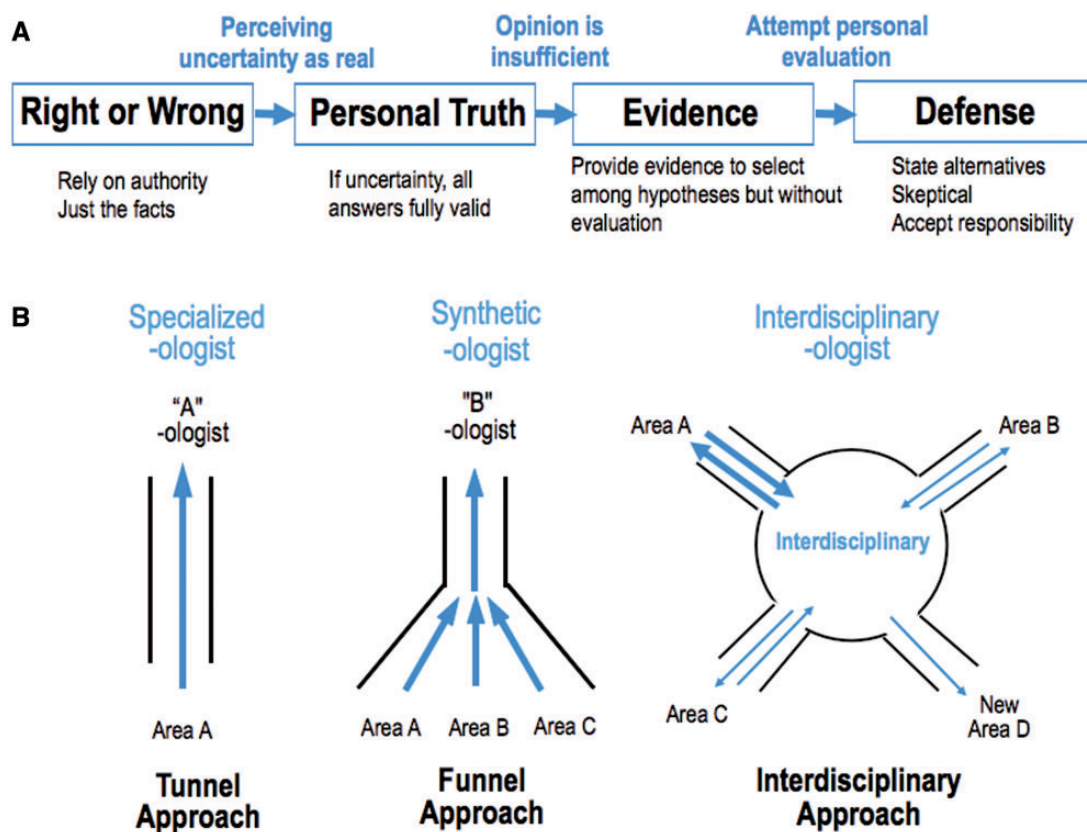 A
Perceiving
uncertainty as real
Opinion is
insufficient
Attempt personal
evaluation
Right or Wrong
Personal Truth
Evidence
Defense
Rely on authority
Just the facts
If uncertainty, all
answers fully valid
Provide evidence to select
among hypotheses but without
evaluation
State alternatives
Skeptical
Accept responsibility
B
Specialized
-ologist
“A"
-ologist
Area A
Tunnel
Approach
Synthetic
-ologist
"B"
-ologist
Area A
Area B
Area C
Funnel
Approach
Interdisciplinary
-ologist
Area A
Area B
Interdisciplinary
Area C
New
Area D
Interdisciplinary
Approach